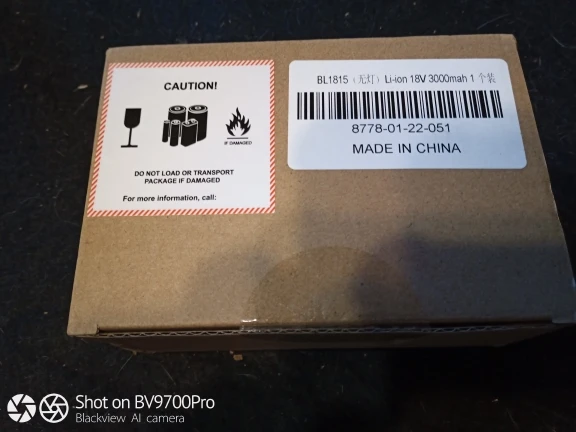 CAUTION!
IF DAMAGED
DO NOT LOAD OR TRANSPORT
PACKAGE IF DAMAGED
For more information, call:
BL1815（无灯）Li-ion 18V 3000mah 1 个装
8778-01-22-051
MADE IN CHINA
Shot on BV9700Pro
Blackview AI camera